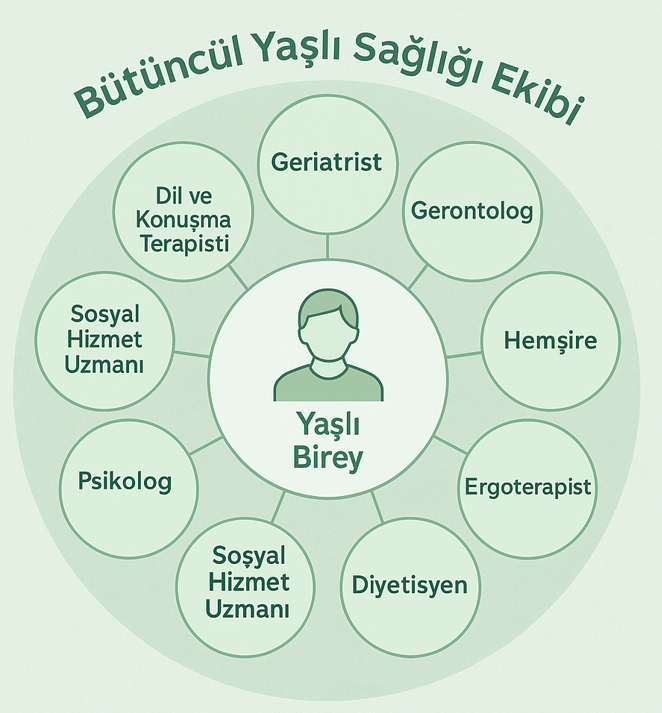 Bütüncül Yaşlı Sağlığı Ekibi
Geriatrist
Gerontolog
Hemşire
Ergoterapist
Diyetisyen
Soşyal
Hizmet
Uzmanı
Psikolog
Sosyal
Hizmet
Uzmanı
Dil ve
Konuşma
Terapisti
Yaşlı
Birey